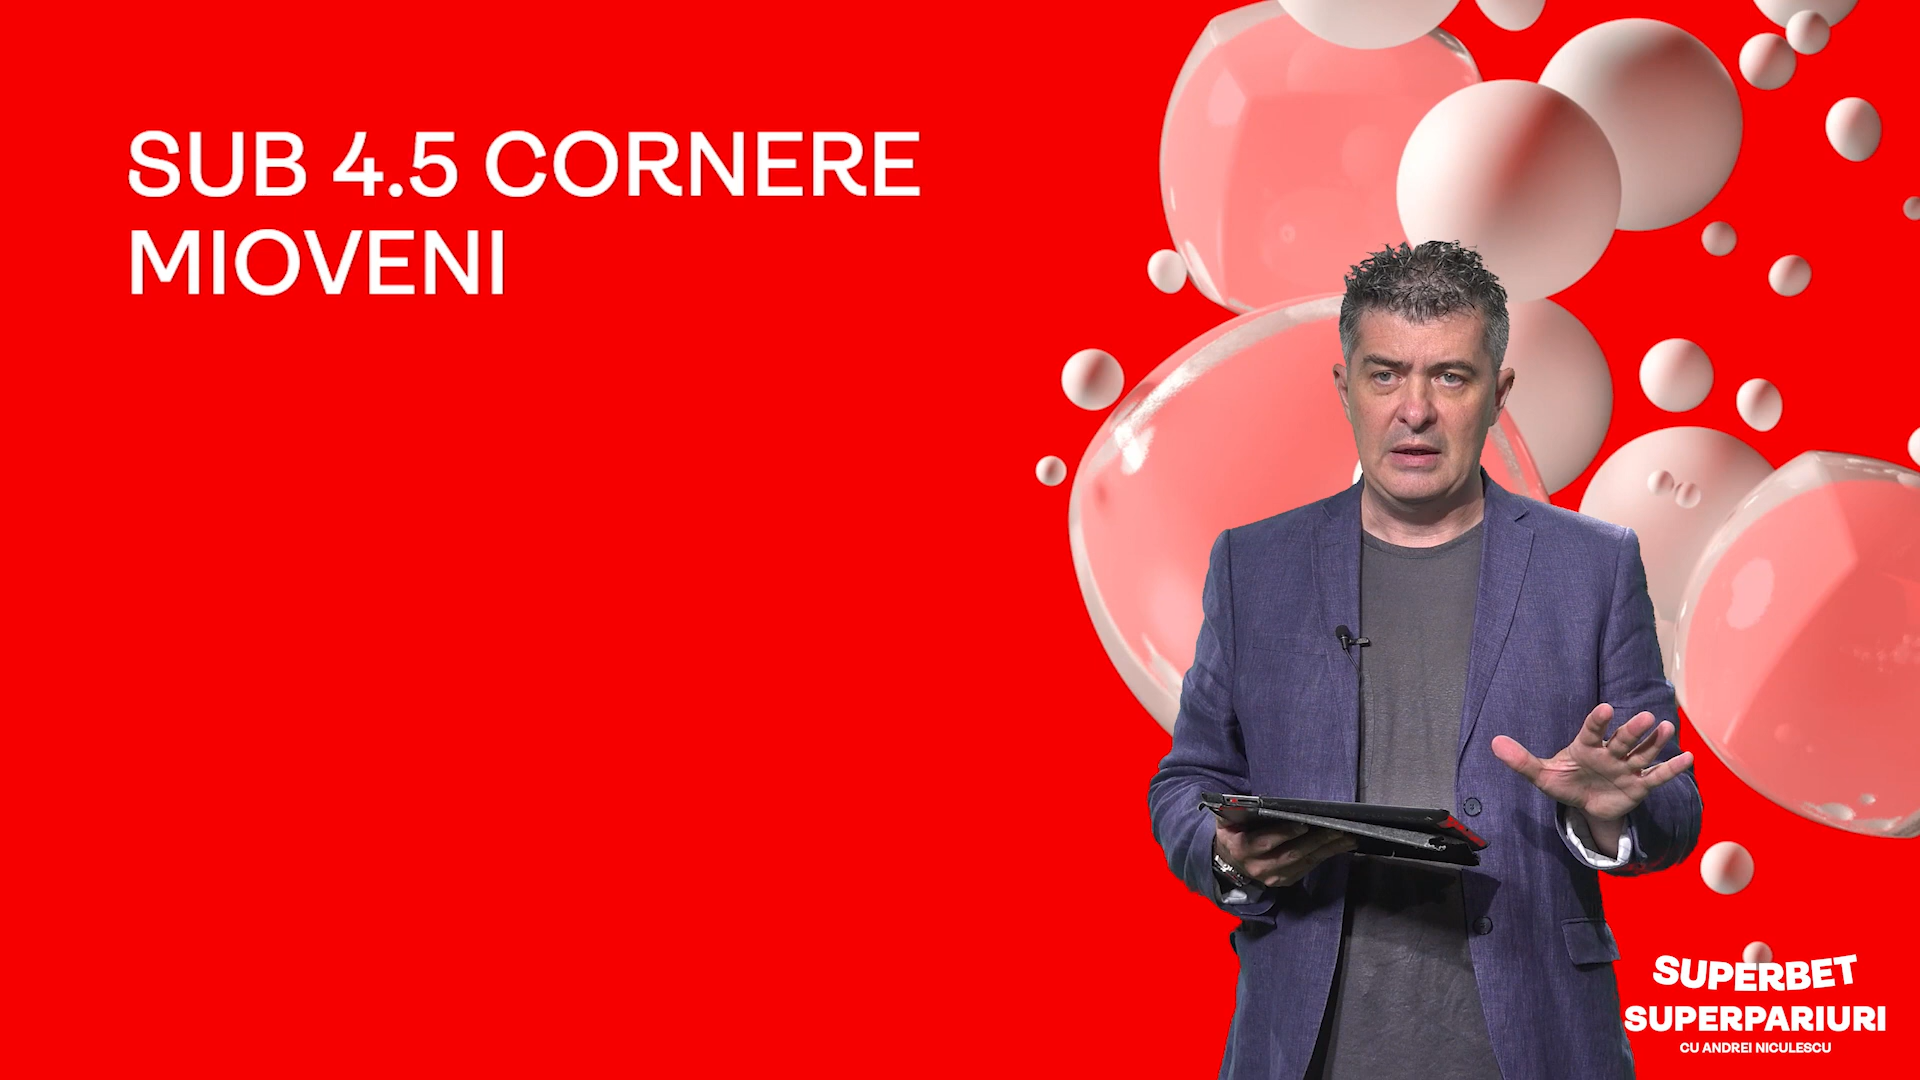 SUB 4.5 CORNERE
MIOVENI
SUPERBET
SUPERPARIURI
CU ANDREI NICULESCU